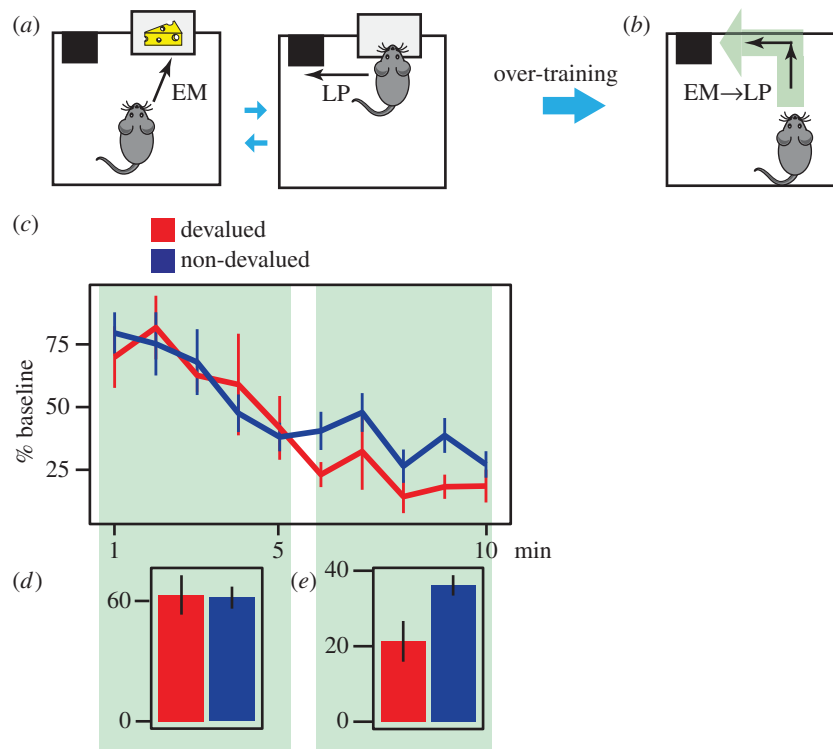 (a)
EM
LP
over-training
(b)
EM→LP
(c)
devalued
non-devalued
% baseline
75
50
25
1
5
10
min
(d)
60
0
(e)
40
20
0